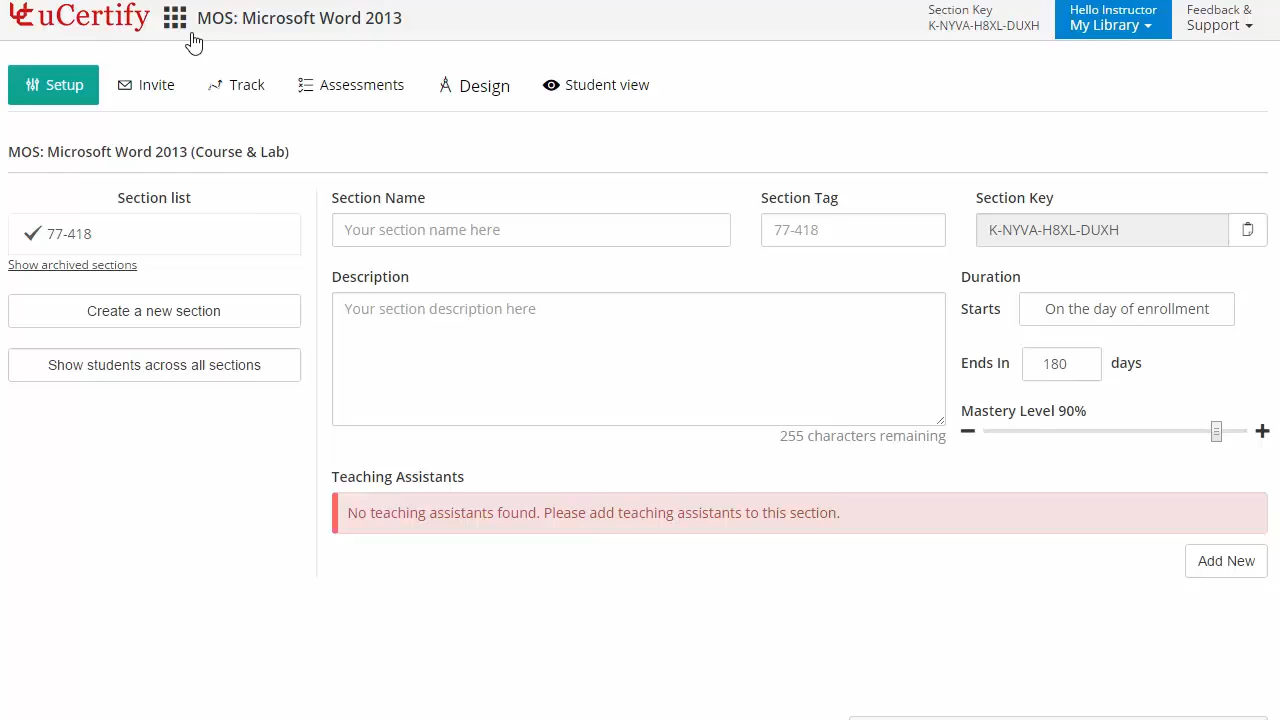 uCertify
MOS: Microsoft Word 2013
Section Key
K-NYVA-H8XL-DUXH
Hello Instructor
My Library
Feedback &
Support
Setup
Invite
Track
Assessments
Design
Student view
MOS: Microsoft Word 2013 (Course & Lab)
Section list
77-418
Show archived sections
Create a new section
Show students across all sections
Section Name
Your section name here
Section Tag
77-418
Section Key
K-NYVA-H8XL-DUXH
Description
Your section description here
255 characters remaining
Duration
Starts On the day of enrollment
Ends In 180 days
Mastery Level 90%
Teaching Assistants
No teaching assistants found. Please add teaching assistants to this section.
Add New